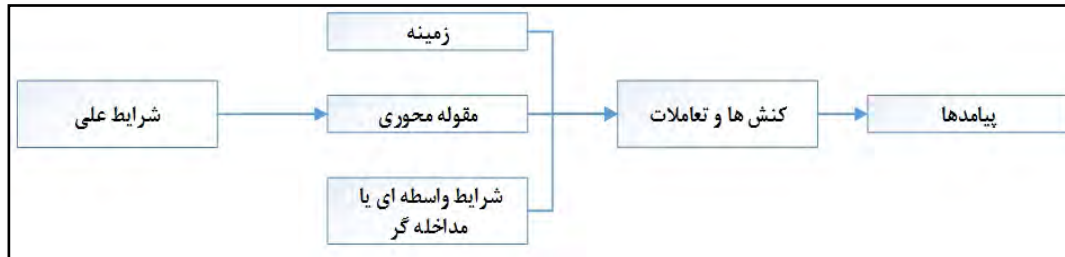 زمینه
شرایط علی
مقوله محوری
کنش ها و تعاملات
پیامدها
شرایط واسطه ای یا
مداخله گر